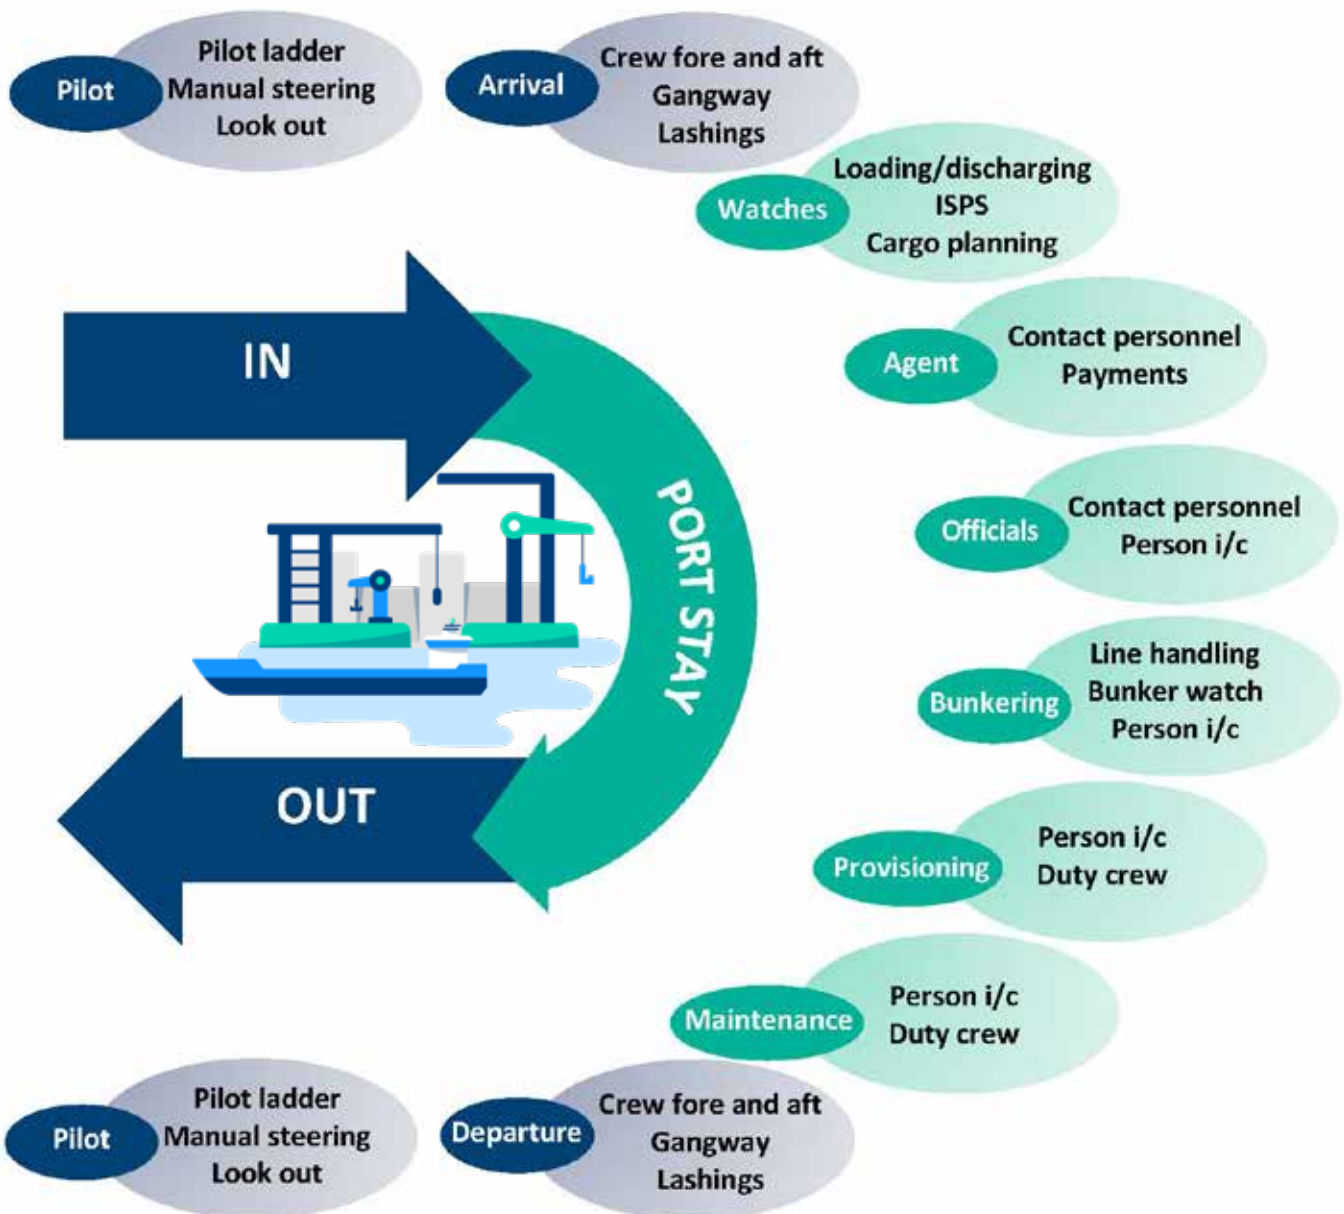 Pilot
Pilot ladder
Manual steering
Look out
Arrival
Crew fore and aft
Gangway
Lashings
Watches
Loading/discharging
ISPS
Cargo planning
IN
Agent
Contact personnel
Payments
PORT STAY
Officials
Contact personnel
Person i/c
Bunkering
Line handling
Bunker watch
Person i/c
OUT
Provisioning
Person i/c
Duty crew
Maintenance
Person i/c
Duty crew
Pilot
Pilot ladder
Manual steering
Look out
Departure
Crew fore and aft
Gangway
Lashings